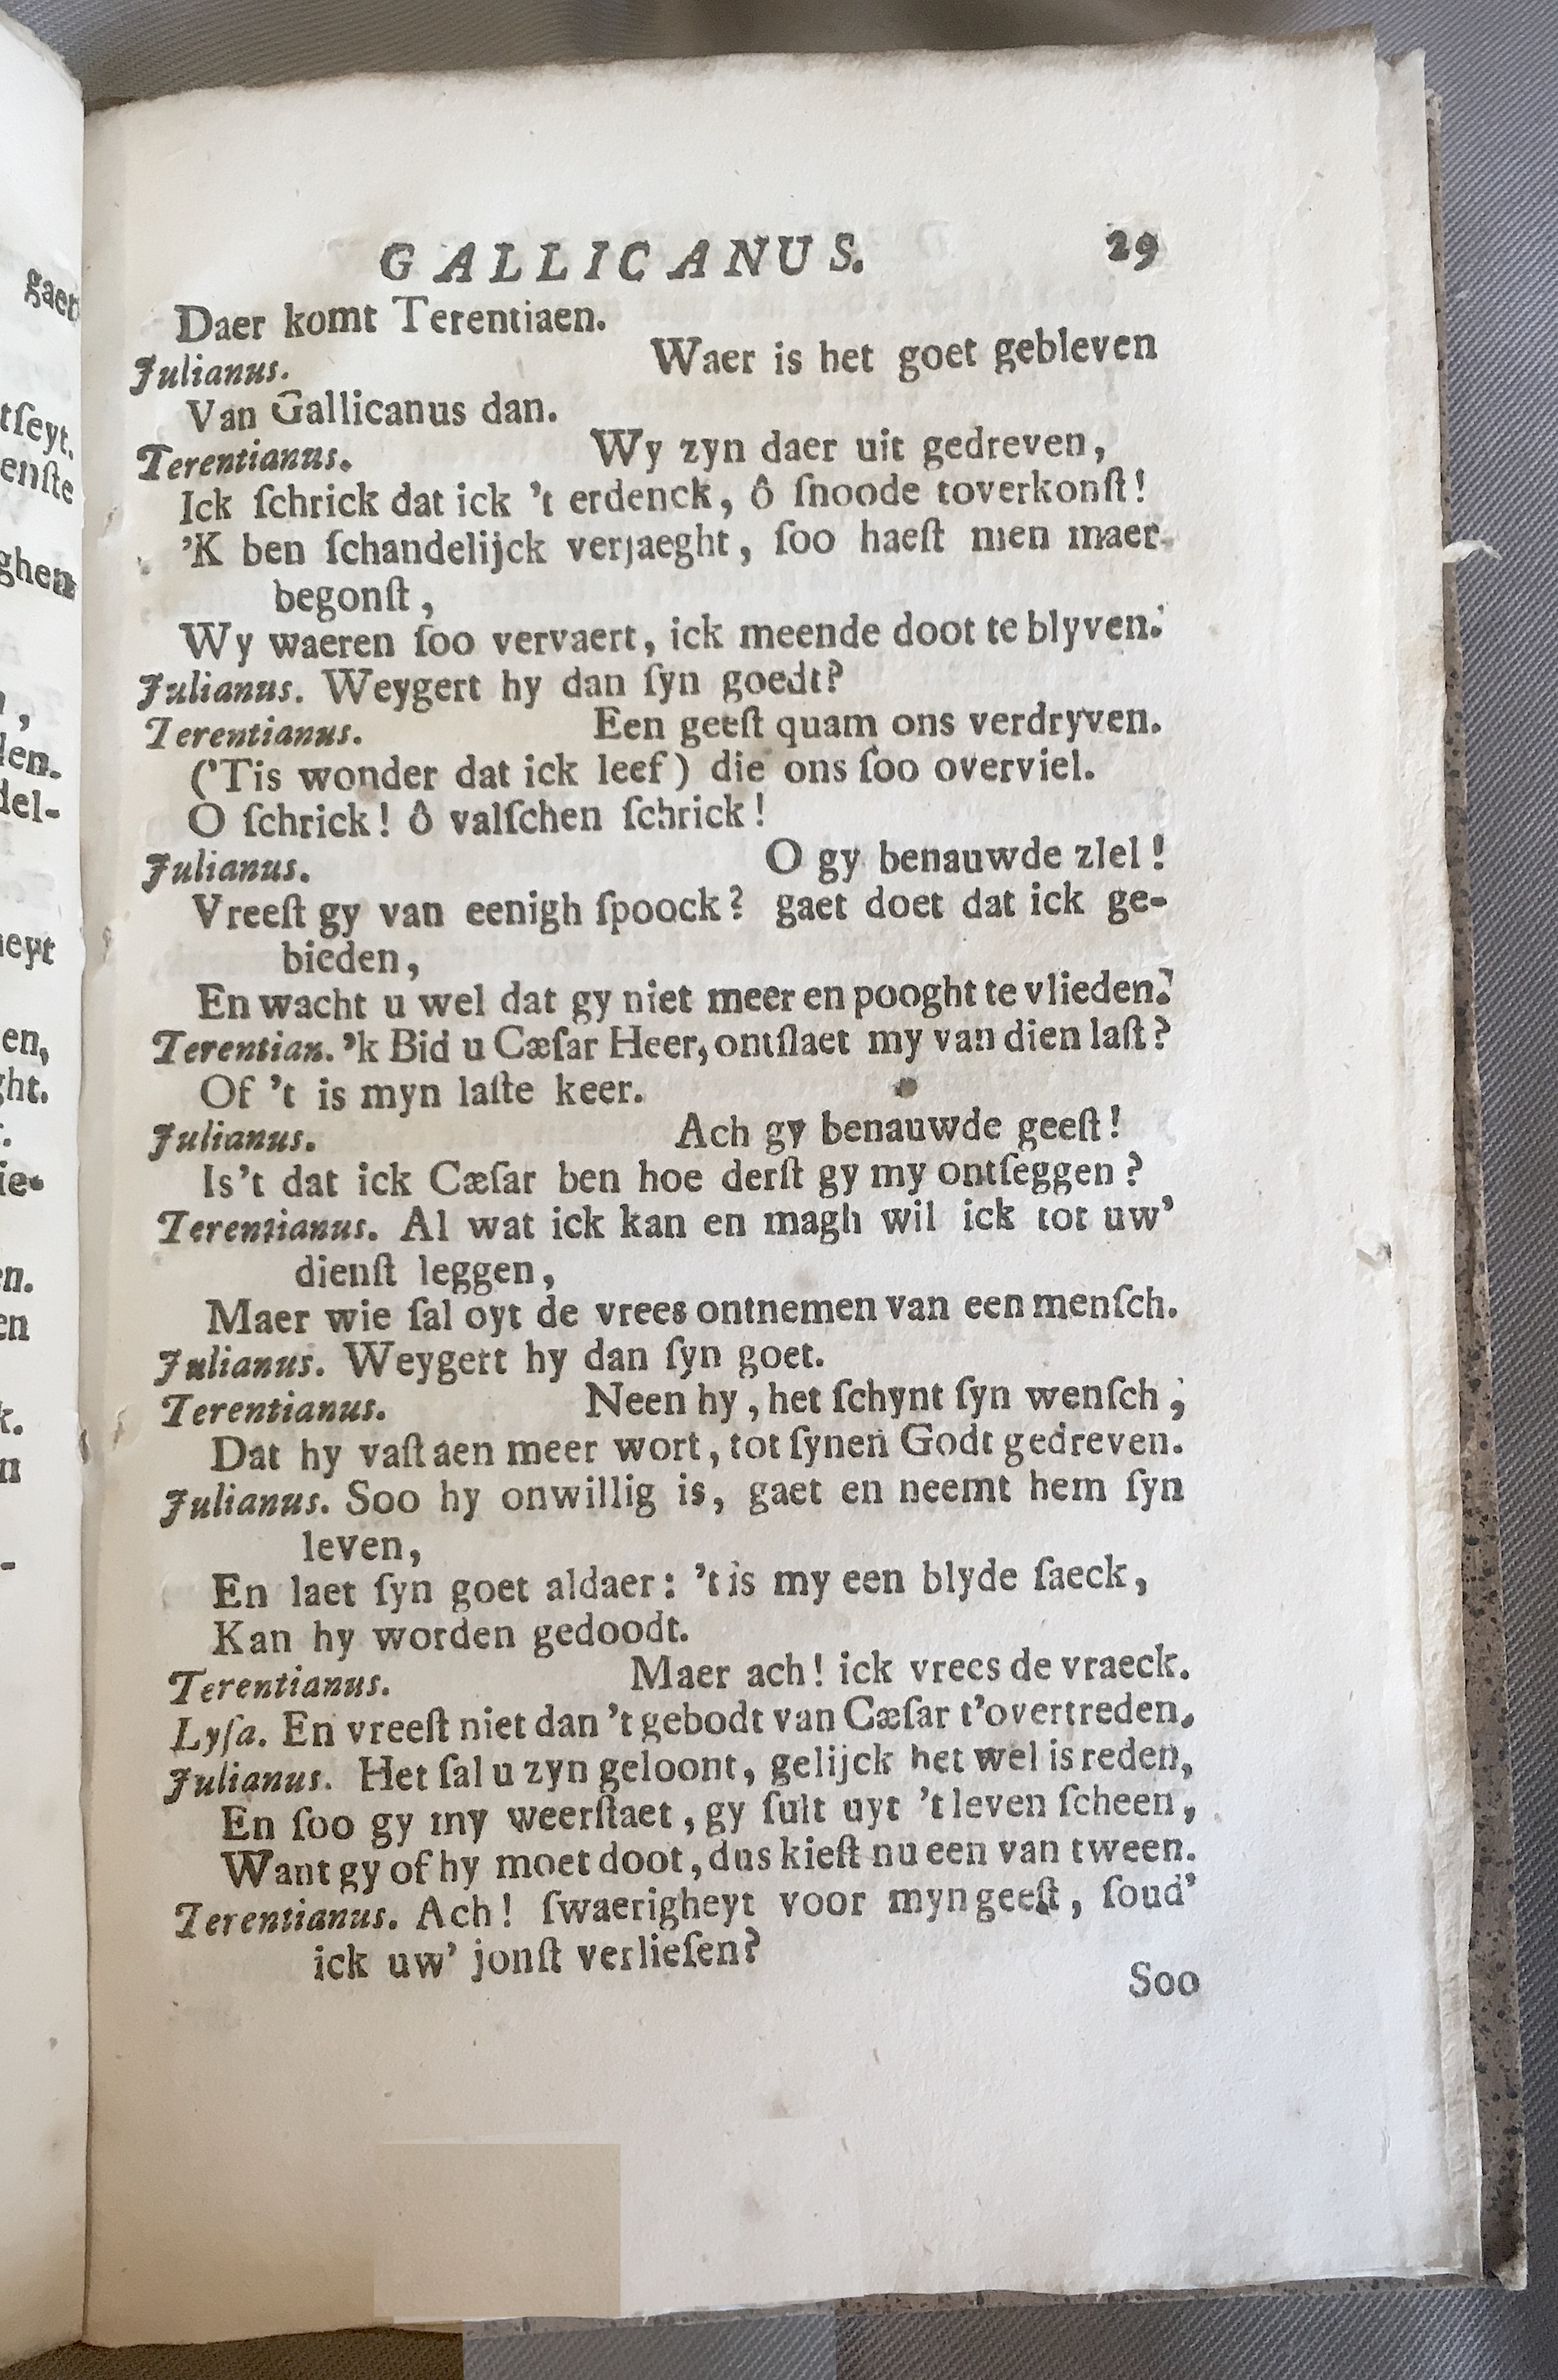 GALLICANUS. 29
Daer komt Terentiaen.
Julianus. Waer is het goet gebleven
Van Gallicanus dan.
Terentianus. Wy zyn daer uit gedreven,
Ick ſchrick dat ick 't erdenck, ô ſnoode toverkonſt!
'K ben ſchandelijck verjaeght, ſoo haeſt men maer
begonſt,
Wy waeren ſoo vervaert, ick meende doot te blyven.
Julianus. Weygert hy dan ſyn goedt?
Terentianus. Een geeſt quam ons verdryven.
('Tis wonder dat ick leef) die ons ſoo overviel.
O ſchrick! ô valſchen ſchrick!
Julianus. O gy benauwde zlel!
Vreeſt gy van eenigh ſpoock? gaet doet dat ick ge-
bieden,
En wacht u wel dat gy niet meer en pooght te vlieden.
Terentian. 'k Bid u Cæſar Heer, ontſlaet my van dien laſt?
Of 't is myn laſte keer.
Julianus. Ach gy benauwde geeſt!
Is't dat ick Cæſar ben hoe derſt gy my ontſeggen?
Terentianus. Al wat ick kan en magh wil ick tot uw'
dienſt leggen,
Maer wie ſal oyt de vrees ontnemen van een menſch.
Julianus. Weygert hy dan ſyn goet.
Terentianus. Neen hy, het ſchynt ſyn wenſch,
Dat hy vaſt aen meer wort, tot ſynen Godt gedreven.
Julianus. Soo hy onwillig is, gaet en neemt hem ſyn
leven,
En laet ſyn goet aldaer: 't is my een blyde ſaeck,
Kan hy worden gedoodt.
Terentianus. Maer ach! ick vrees de vraeck.
Lyſa. En vreeſt niet dan 't gebodt van Cæſar t'overtreden.
Julianus. Het ſal u zyn geloont, gelijck het wel is reden,
En ſoo gy my weerſtaet, gy ſult uyt 't leven ſcheen,
Want gy of hy moet doot, dus kieſt nu een van tween.
Terentianus. Ach! ſwaerigheyt voor myn geeſt, ſoud'
ick uw' jonſt verlieſen?
Soo